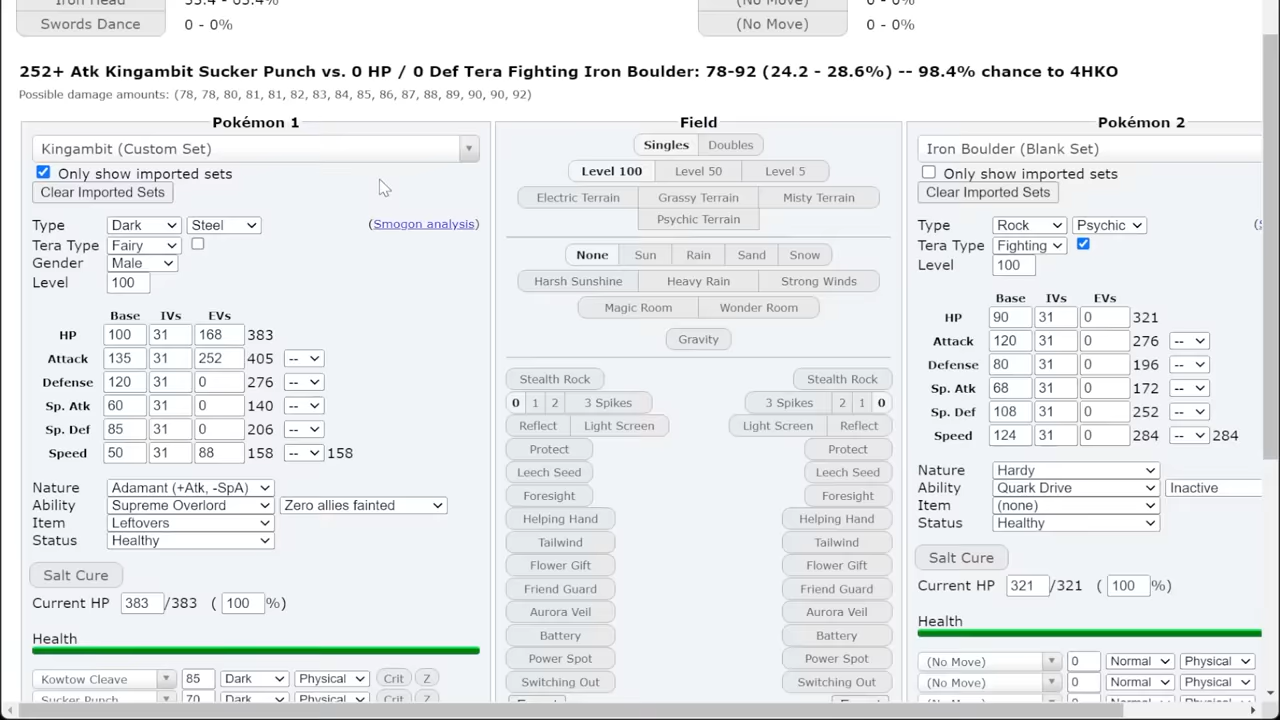 Iron Head
Swords Dance 0 - 0%
(No Move) 0 - 0%
(No Move) 0 - 0%
252+ Atk Kingambit Sucker Punch vs. 0 HP / 0 Def Tera Fighting Iron Boulder: 78-92 (24.2 - 28.6%) -- 98.4% chance to 4HKO
Possible damage amounts: (78, 78, 80, 81, 81, 82, 83, 84, 85, 86, 87, 88, 89, 90, 90, 92)
Pokémon 1
Kingambit (Custom Set)
Only show imported sets
Clear Imported Sets
Type Dark Steel (Smogon analysis)
Tera Type Fairy
Gender Male
Level 100
Base IVs EVs
HP 100 31 168 383
Attack 135 31 252 405 --
Defense 120 31 0 276 --
Sp. Atk 60 31 0 140 --
Sp. Def 85 31 0 206 --
Speed 50 31 88 158 -- 158
Nature Adamant (+Atk, -SpA)
Ability Supreme Overlord Zero allies fainted
Item Leftovers
Status Healthy
Salt Cure
Current HP 383 /383 ( 100 %)
Health
Kowtow Cleave 85 Dark Physical Crit Z
Sucker Punch 70 Dark Physical Crit Z
Field
Singles Doubles
Level 100 Level 50 Level 5
Electric Terrain Grassy Terrain Misty Terrain
Psychic Terrain
None Sun Rain Sand Snow
Harsh Sunshine Heavy Rain Strong Winds
Magic Room Wonder Room
Gravity
Stealth Rock Stealth Rock
0 1 2 3 Spikes 3 Spikes 2 1 0
Reflect Light Screen Light Screen Reflect
Protect Protect
Leech Seed Leech Seed
Foresight Foresight
Helping Hand Helping Hand
Tailwind Tailwind
Flower Gift Flower Gift
Friend Guard Friend Guard
Aurora Veil Aurora Veil
Battery Battery
Power Spot Power Spot
Switching Out Switching Out
Pokémon 2
Iron Boulder (Blank Set)
Only show imported sets
Clear Imported Sets
Type Rock Psychic
Tera Type Fighting
Level 100
Base IVs EVs
HP 90 31 0 321
Attack 120 31 0 276 --
Defense 80 31 0 196 --
Sp. Atk 68 31 0 172 --
Sp. Def 108 31 0 252 --
Speed 124 31 0 284 -- 284
Nature Hardy
Ability Quark Drive Inactive
Item (none)
Status Healthy
Salt Cure
Current HP 321 /321 ( 100 %)
Health
(No Move) 0 Normal Physical
(No Move) 0 Normal Physical